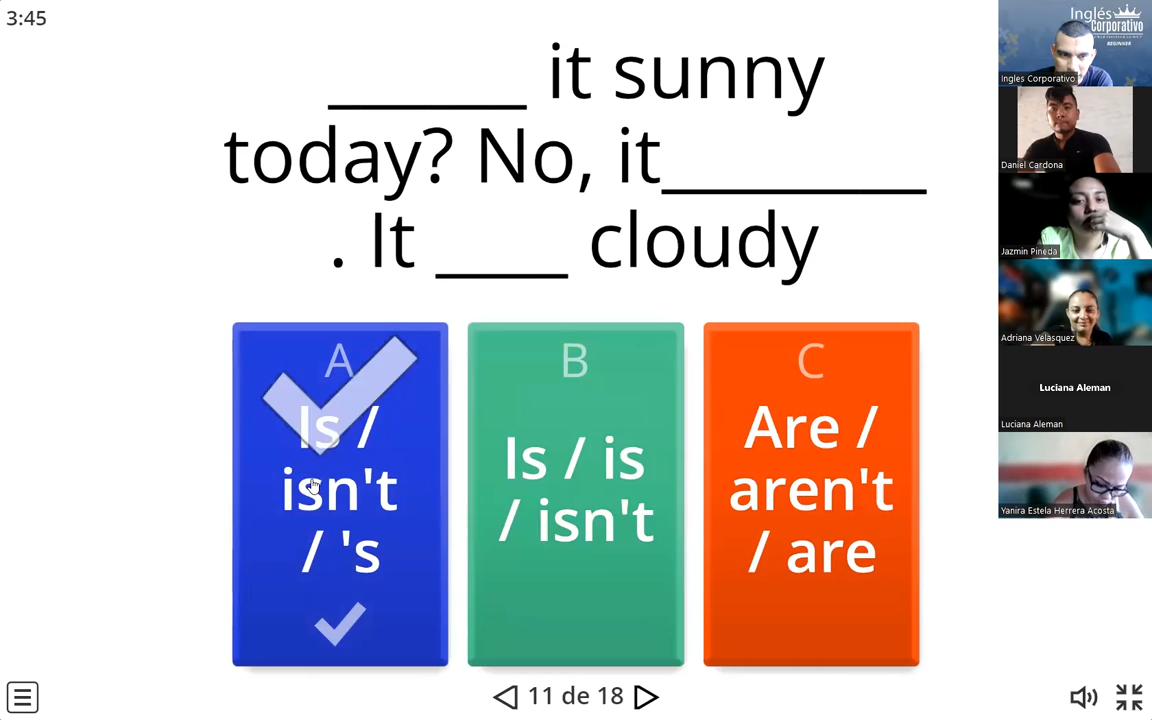 3:45
______ it sunny
today? No, it________
. It ____ cloudy
A
Is /
isn't
/ 's
B
Is / is
/ isn't
C
Are /
aren't
/ are
11 de 18
Inglés
Corporativo
BEGINNER
Ingles Corporativo
Daniel Cardona
Jazmin Pineda
Adriana Velasquez
Luciana Aleman
Luciana Aleman
Yanira Estela Herrera Acosta